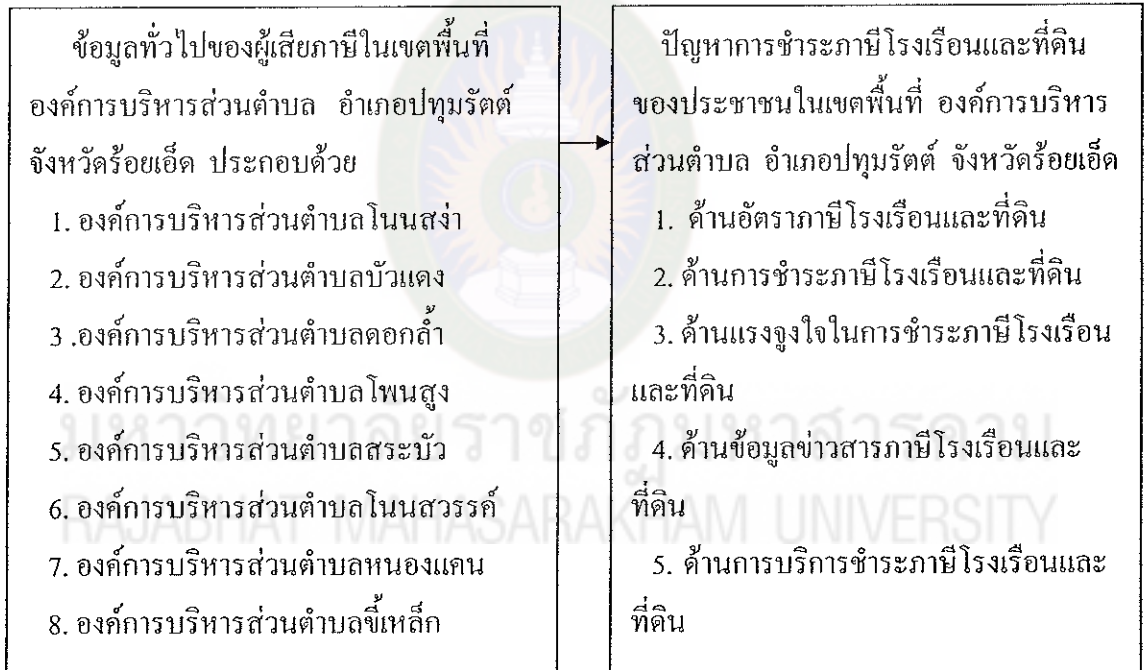 ข้อมูลทั่วไปของผู้เสียภาษีในเขตพื้นที่
องค์การบริหารส่วนตำบล อำเภอปทุมรัตต์
จังหวัดร้อยเอ็ด ประกอบด้วย
1. องค์การบริหารส่วนตำบลโนนสง่า
2. องค์การบริหารส่วนตำบลบัวแดง
3 .องค์การบริหารส่วนตำบลดอกล้ำ
4. องค์การบริหารส่วนตำบลโพนสูง
5. องค์การบริหารส่วนตำบลสระบัว
6. องค์การบริหารส่วนตำบลโนนสวรรค์
7. องค์การบริหารส่วนตำบลหนองแคน
8. องค์การบริหารส่วนตำบลขี้เหล็ก
ปัญหาการชำระภาษีโรงเรือนและที่ดิน
ของประชาชนในเขตพื้นที่ องค์การบริหาร
ส่วนตำบล อำเภอปทุมรัตต์ จังหวัดร้อยเอ็ด
1. ด้านอัตราภาษีโรงเรือนและที่ดิน
2. ด้านการชำระภาษีโรงเรือนและที่ดิน
3. ด้านแรงจูงใจในการชำระภาษีโรงเรือน
และที่ดิน
4. ด้านข้อมูลข่าวสารภาษีโรงเรือนและ
ที่ดิน
5. ด้านการบริการชำระภาษีโรงเรือนและ
ที่ดิน
มหาวิทยาลัยราชภัฏมหาสารคาม
RAJABHAT MAHASARAKHAM UNIVERSITY